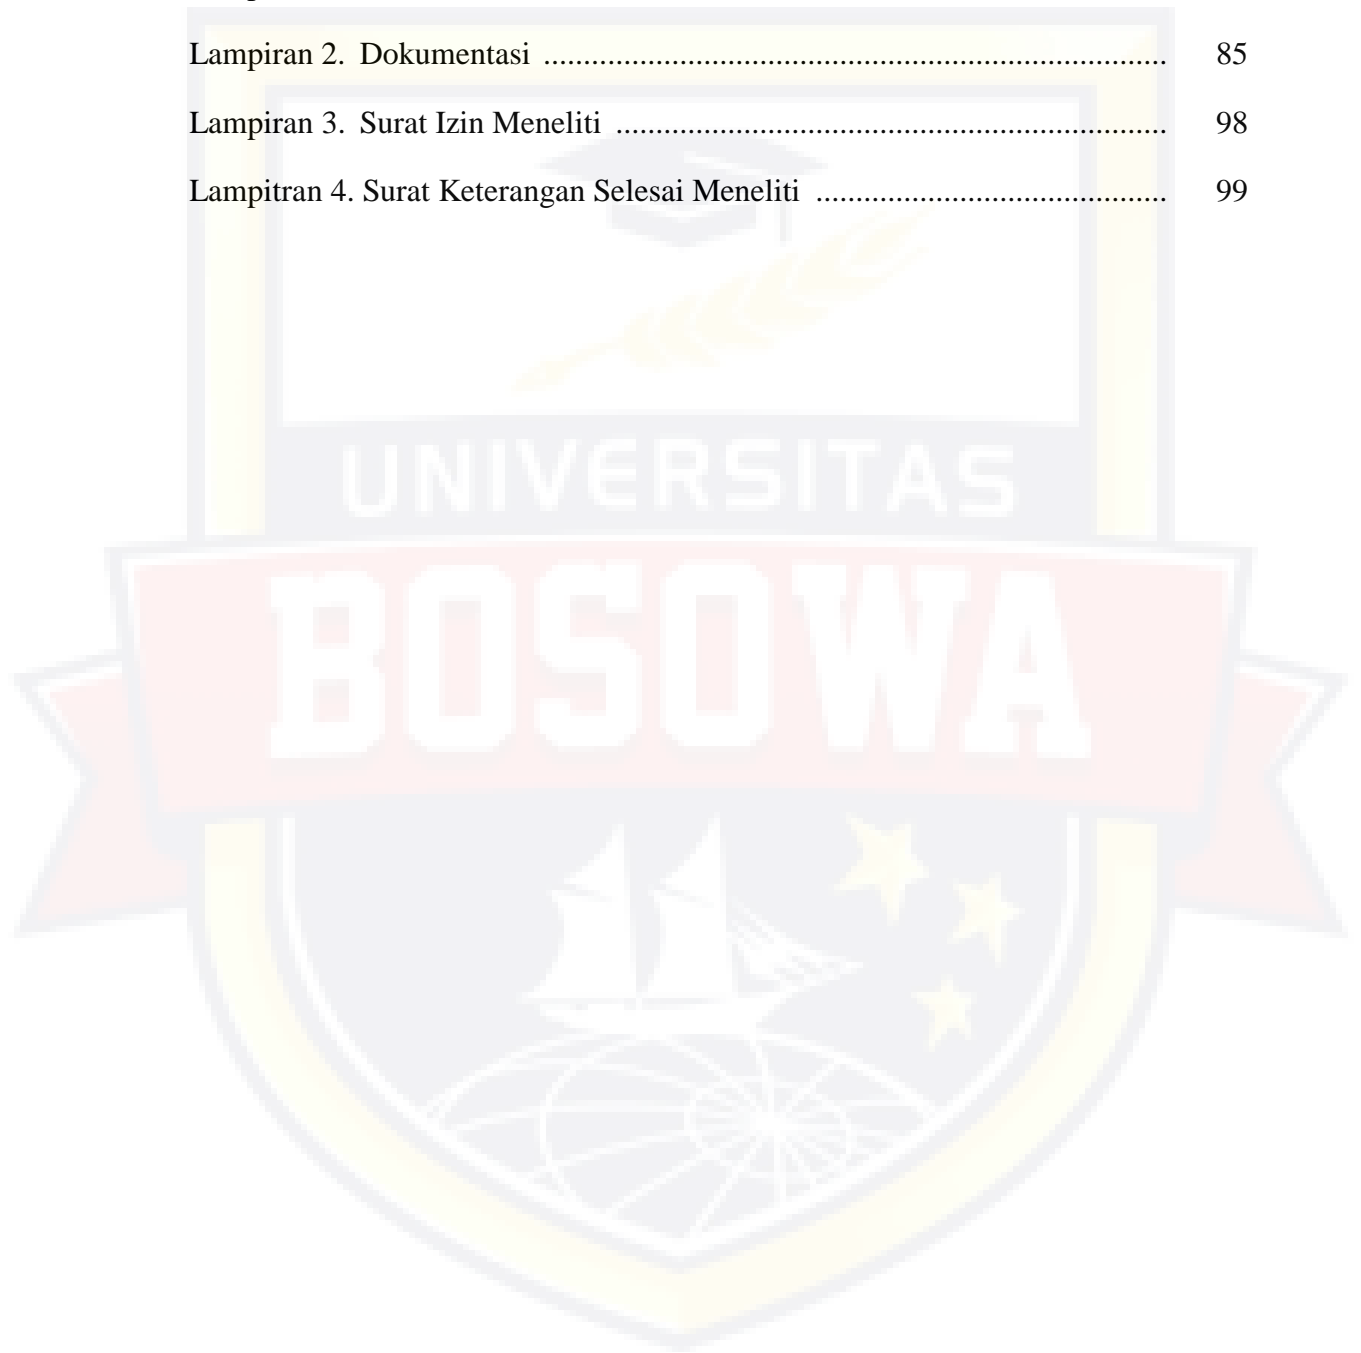 Lampiran 2. Dokumentasi ............................................................................. 85
Lampiran 3. Surat Izin Meneliti .................................................................... 98
Lampitran 4. Surat Keterangan Selesai Meneliti ........................................... 99
UNIVERSITAS
BOSOWA